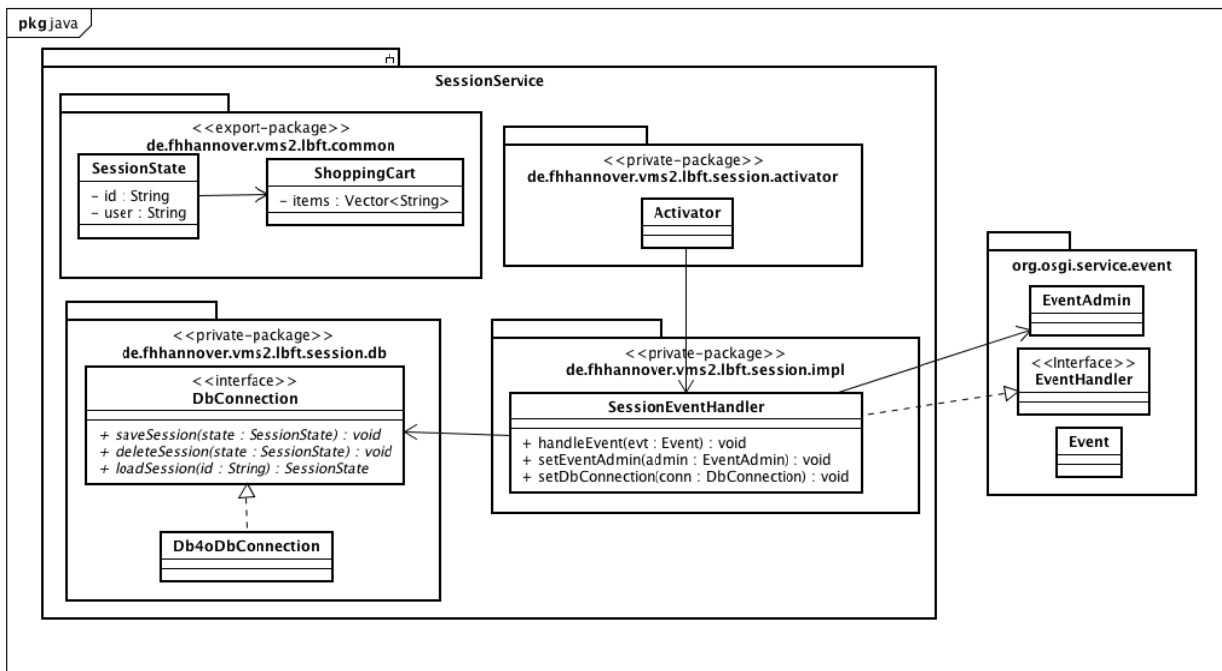 pkg java
SessionService
<<export-package>>
de.fhhannover.vms2.lbft.common
SessionState
- id : String
- user : String
ShoppingCart
- items : Vector<String>
<<private-package>>
de.fhhannover.vms2.lbft.session.activator
Activator
<<private-package>>
de.fhhannover.vms2.lbft.session.db
<<interface>>
DbConnection
+ saveSession(state : SessionState) : void
+ deleteSession(state : SessionState) : void
+ loadSession(id : String) : SessionState
Db4oDbConnection
<<private-package>>
de.fhhannover.vms2.lbft.session.impl
SessionEventHandler
+ handleEvent(evt : Event) : void
+ setEventAdmin(admin : EventAdmin) : void
+ setDbConnection(conn : DbConnection) : void
org.osgi.service.event
EventAdmin
<<Interface>>
EventHandler
Event